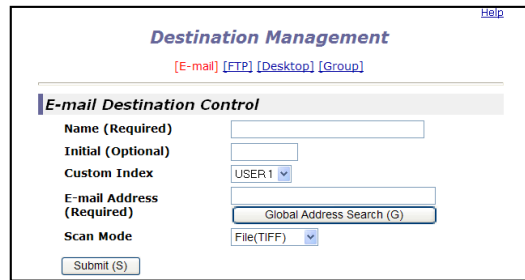 Help
Destination Management
[E-mail] [FTP] [Desktop] [Group]
E-mail Destination Control
Name (Required)
Initial (Optional)
Custom Index USER 1
E-mail Address
(Required)
Global Address Search (G)
Scan Mode File(TIFF)
Submit (S)